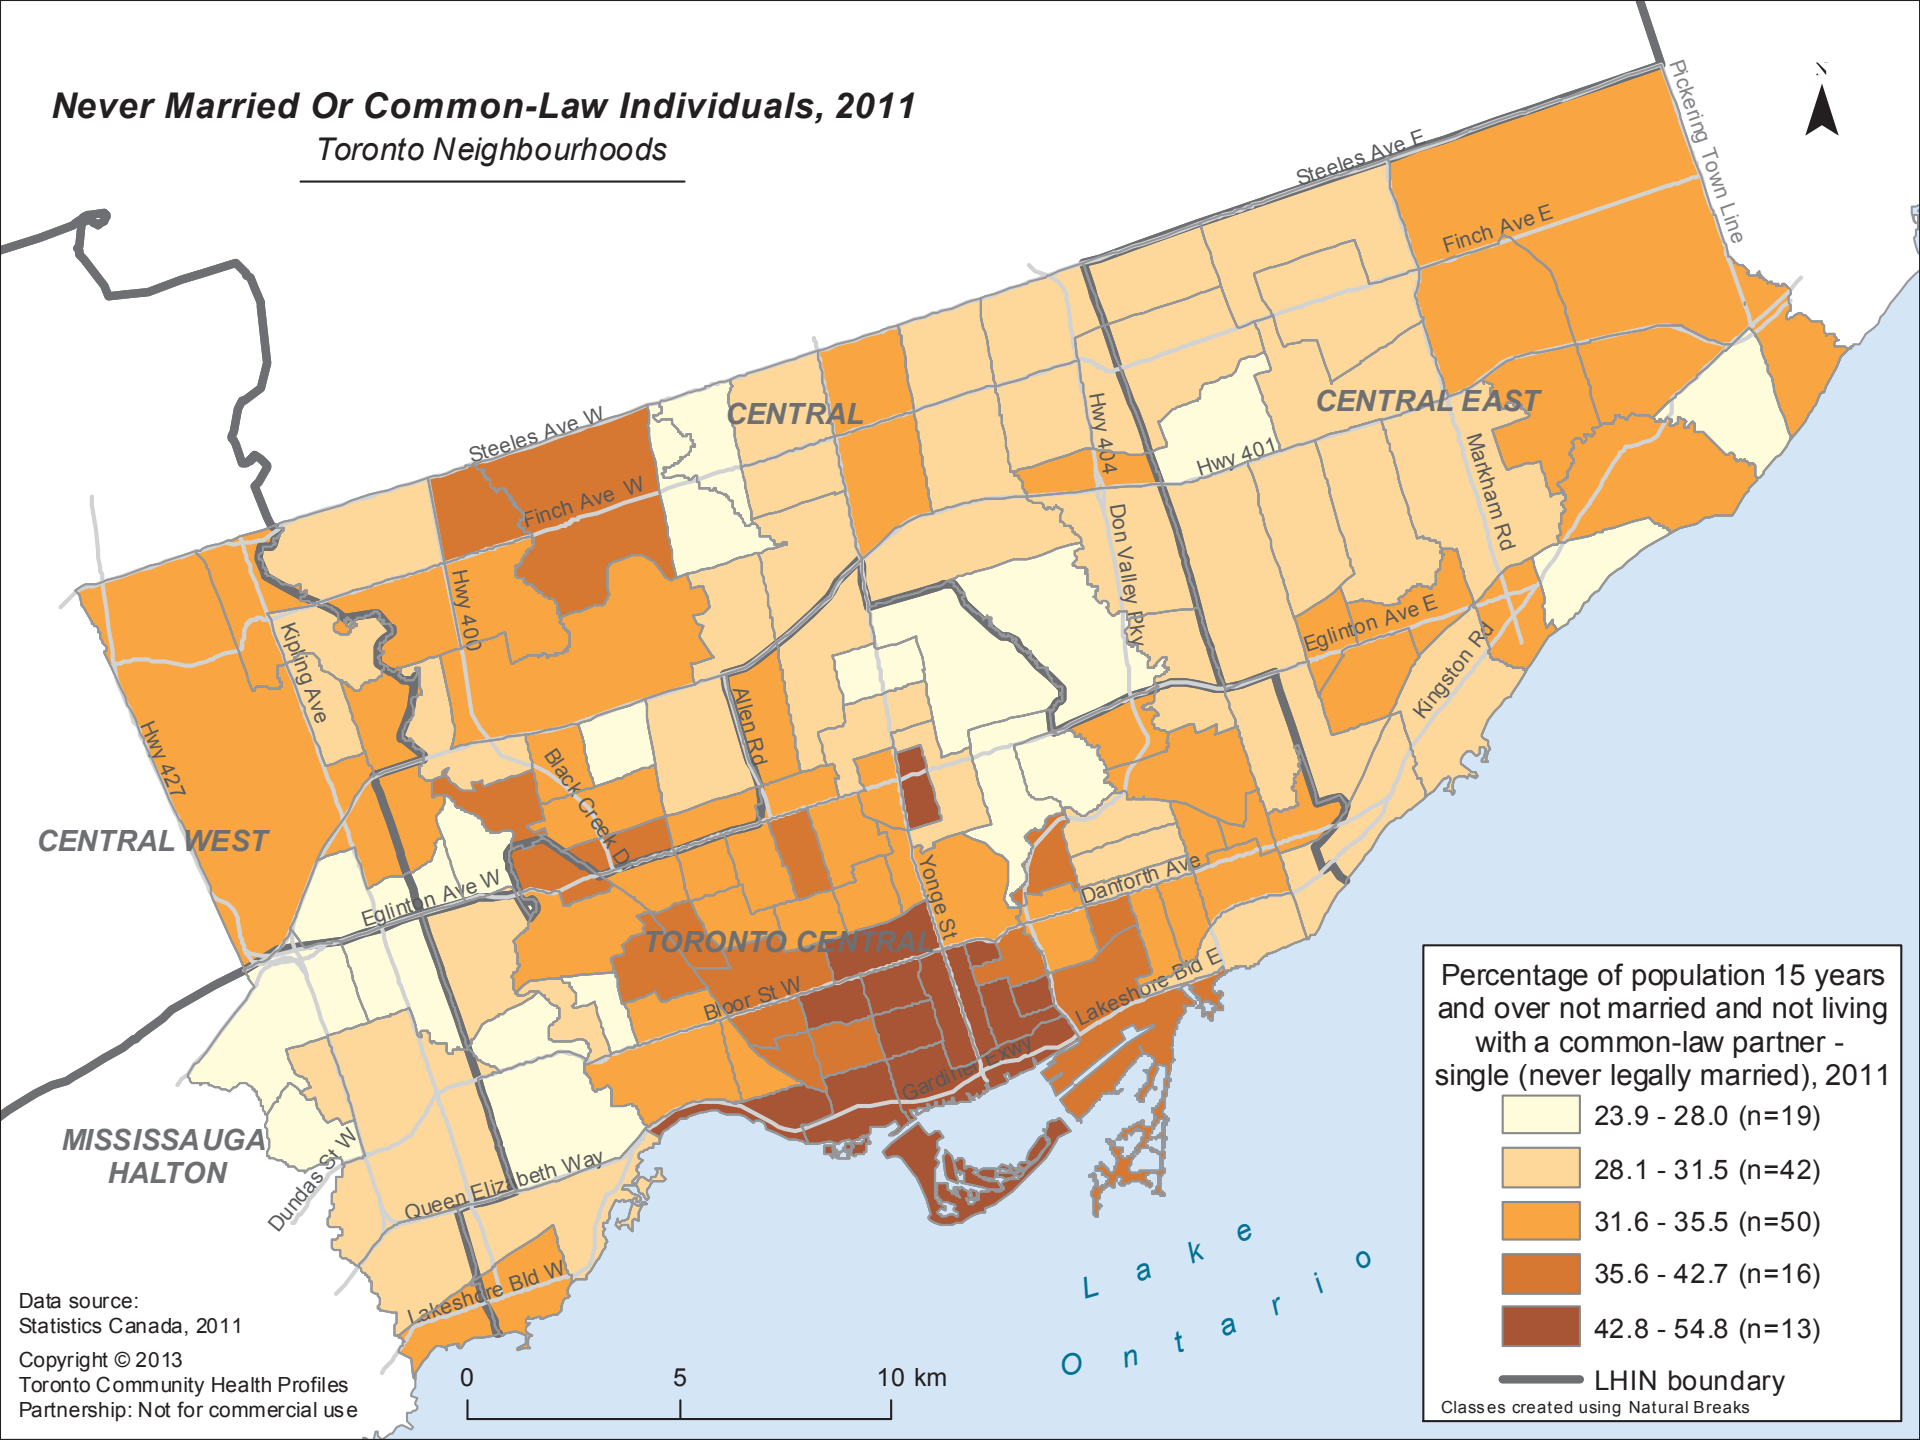 Never Married Or Common-Law Individuals, 2011
Toronto Neighbourhoods
N
Pickering Town Line
Steeles Ave E
Finch Ave E
CENTRAL
CENTRAL EAST
Steeles Ave W
Hwy 404
Hwy 401
Markham Rd
Finch Ave W
Don Valley Pky
Hwy 400
Kipling Ave
Eglinton Ave E
Kingston Rd
Hwy 427
Allen Rd
Black Creek D
CENTRAL WEST
Eglinton Ave W
Yonge St
Danforth Ave
TORONTO CENTRAL
Bloor St W
Lakeshore Bld E
Gardiner Exwy
MISSISSAUGA
HALTON
Dundas St W
Queen Elizabeth Way
Lakeshore Bld W
Lake
Ontario
Data source:
Statistics Canada, 2011
Copyright © 2013
Toronto Community Health Profiles
Partnership: Not for commercial use
0 5 10 km
Percentage of population 15 years
and over not married and not living
with a common-law partner -
single (never legally married), 2011
23.9 - 28.0 (n=19)
28.1 - 31.5 (n=42)
31.6 - 35.5 (n=50)
35.6 - 42.7 (n=16)
42.8 - 54.8 (n=13)
LHIN boundary
Classes created using Natural Breaks